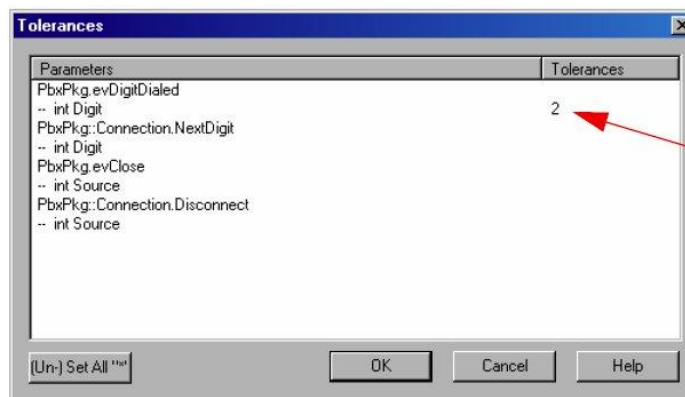 Tolerances
Parameters Tolerances
PbxPkg.evDigitDialed
-- int Digit 2
PbxPkg::Connection.NextDigit
-- int Digit
PbxPkg.evClose
-- int Source
PbxPkg::Connection.Disconnect
-- int Source
(Un-) Set All "*" OK Cancel Help